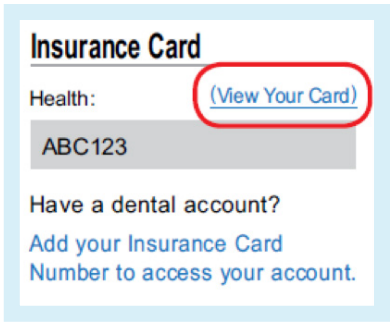 Insurance Card
Health: (View Your Card)
ABC123
Have a dental account?
Add your Insurance Card
Number to access your account.